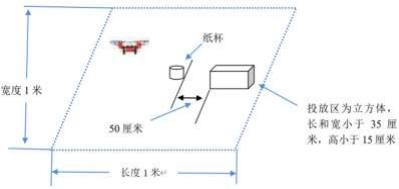 纸杯
宽度 1 米
50 厘米
投放区为立方体,
长和宽小于 35 厘
米，高小于 15 厘米
长度 1 米↵